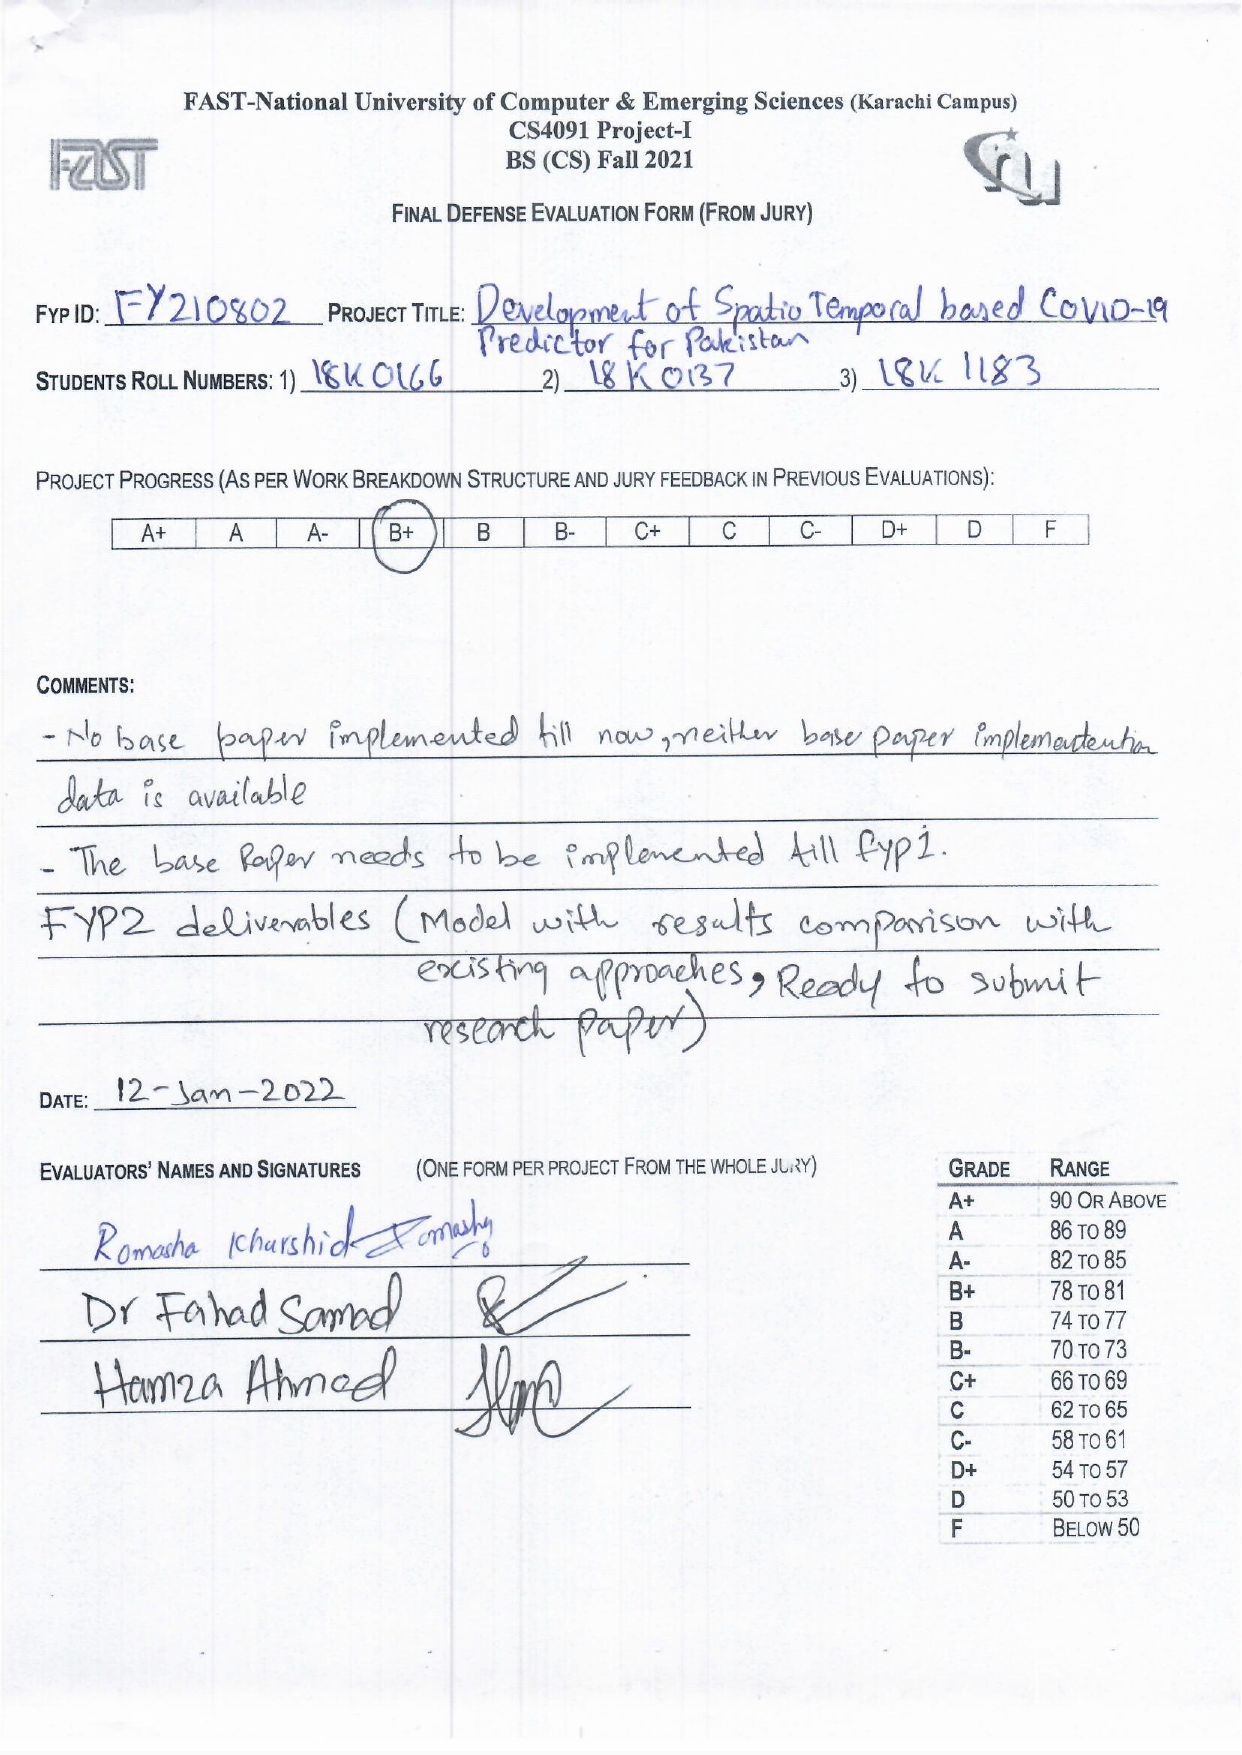 FAST-National University of Computer & Emerging Sciences (Karachi Campus)
CS4091 Project-I
BS (CS) Fall 2021
FAST
nu
FINAL DEFENSE EVALUATION FORM (FROM JURY)
FYP ID: FY210802 PROJECT TITLE: Development of Spatio Temporal based COVID-19
Predictor for Pakistan
STUDENTS ROLL NUMBERS: 1) 18K0166 2) 18K0137 3) 18K 1183
PROJECT PROGRESS (AS PER WORK BREAKDOWN STRUCTURE AND JURY FEEDBACK IN PREVIOUS EVALUATIONS):
A+ A A- B+ B B- C+ C C- D+ D F
COMMENTS:
- No base paper implemented till now, neither base paper implementention
data is available
- The base Paper needs to be implemented till fyp1.
FYP2 deliverables (Model with results comparision with
existing approaches, Ready to submit
research paper)
DATE: 12-Jan-2022
EVALUATORS' NAMES AND SIGNATURES (ONE FORM PER PROJECT FROM THE WHOLE JURY)
Romasha Khurshid
Dr Fahad Samad
Hamza Ahmed
GRADE RANGE
A+ 90 OR ABOVE
A 86 TO 89
A- 82 TO 85
B+ 78 TO 81
B 74 TO 77
B- 70 TO 73
C+ 66 TO 69
C 62 TO 65
C- 58 TO 61
D+ 54 TO 57
D 50 TO 53
F BELOW 50